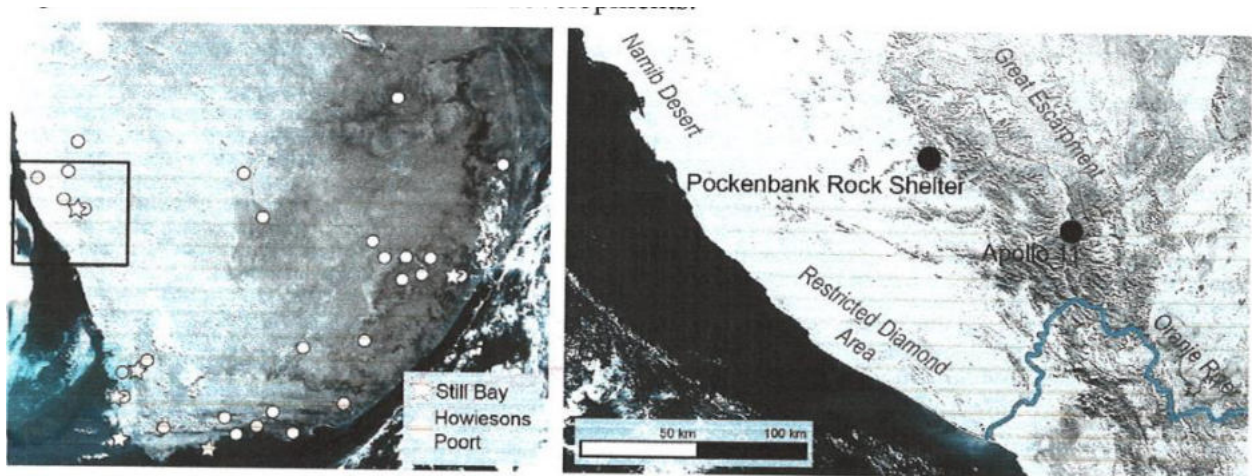 developments.
Still Bay
Howiesons
Poort
Namib Desert
Great Escarpment
Pockenbank Rock Shelter
Apollo 11
Restricted Diamond
Area
Oranje River
50 km
100 km